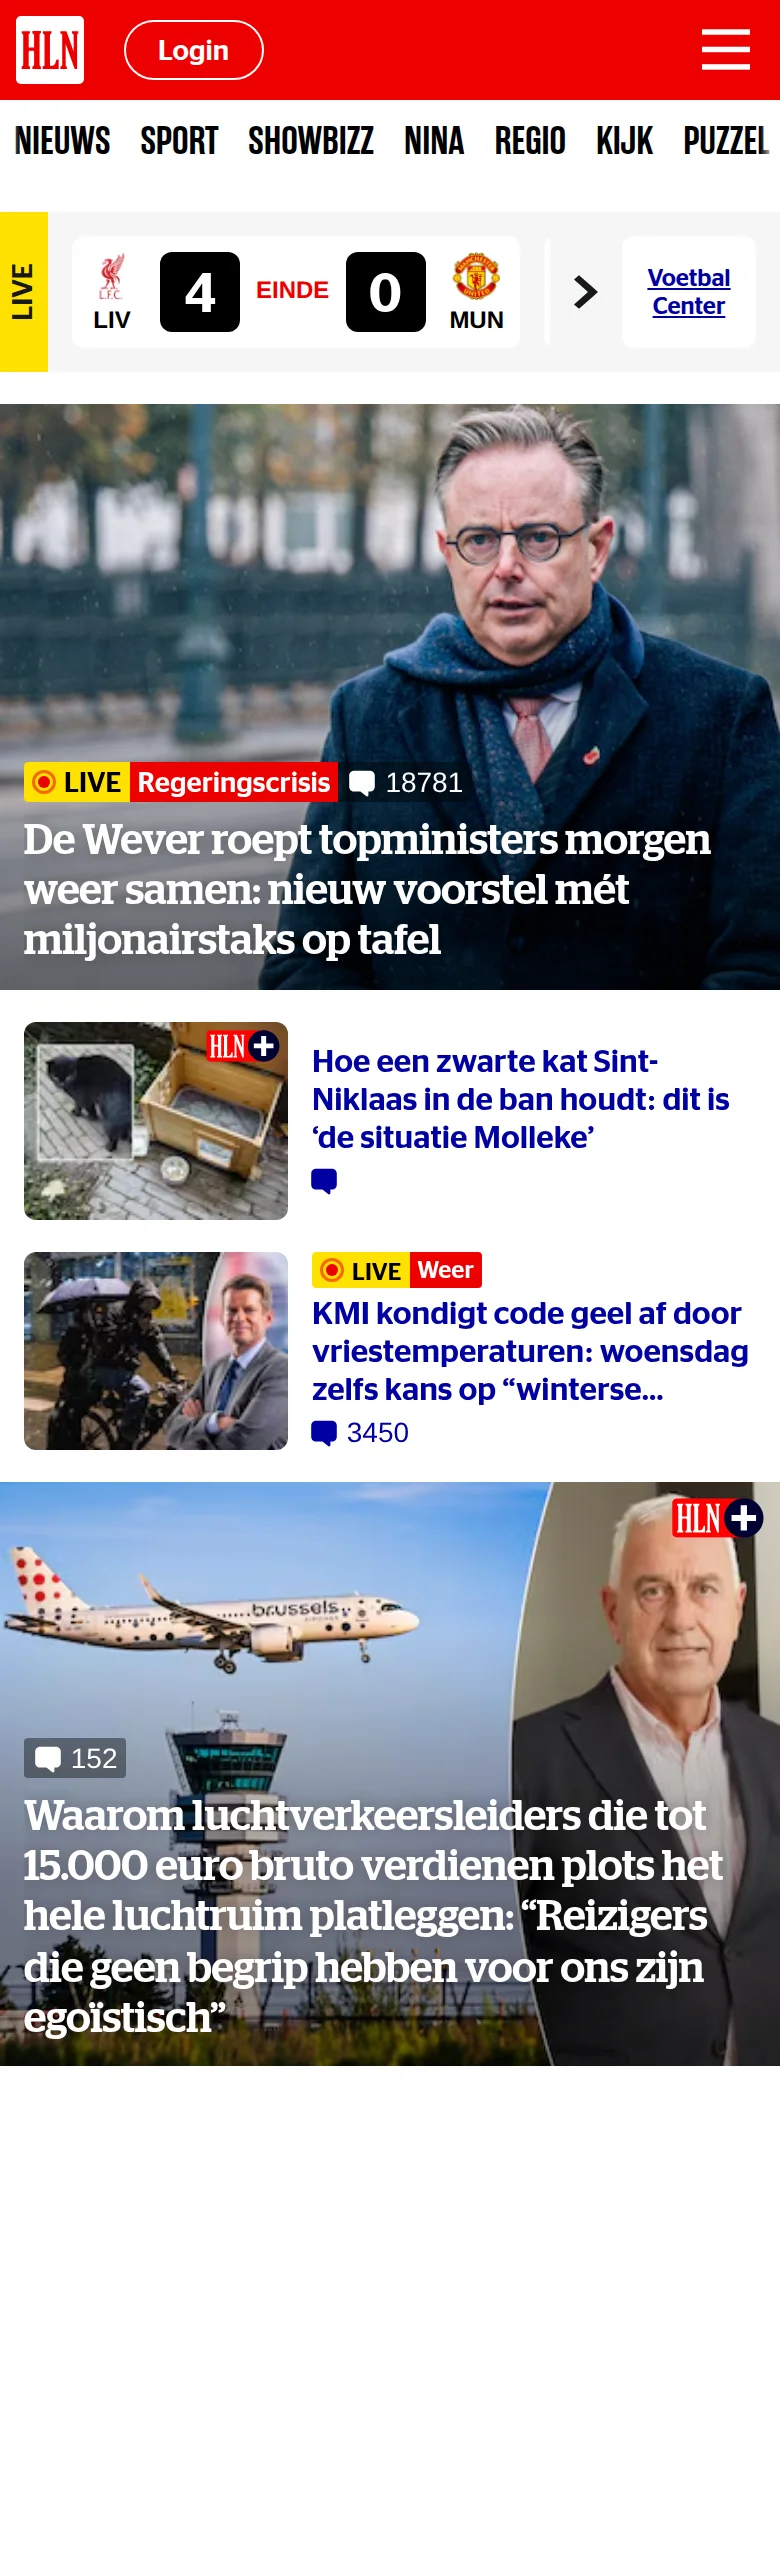 HLN
Login
NIEUWS SPORT SHOWBIZZ NINA REGIO KIJK PUZZEL
LIVE
L.F.C.
LIV
4
EINDE
0
MANCHESTER
UNITED
MUN
Voetbal
Center
LIVE Regeringscrisis 18781
De Wever roept topministers morgen
weer samen: nieuw voorstel mét
miljonairstaks op tafel
HLN+
Hoe een zwarte kat Sint-
Niklaas in de ban houdt: dit is
‘de situatie Molleke’
LIVE Weer
KMI kondigt code geel af door
vriestemperaturen: woensdag
zelfs kans op “winterse...
3450
HLN+
brussels
152
Waarom luchtverkeersleiders die tot
15.000 euro bruto verdienen plots het
hele luchtruim platleggen: “Reizigers
die geen begrip hebben voor ons zijn
egoïstisch”